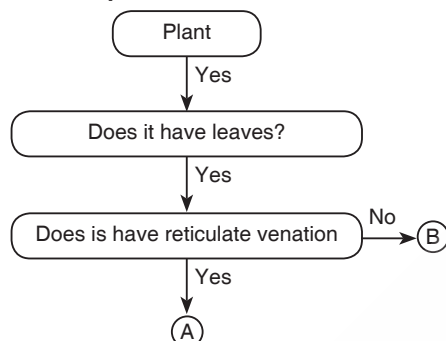 Plant
Yes
Does it have leaves?
Yes
Does is have reticulate venation
No
B
Yes
A